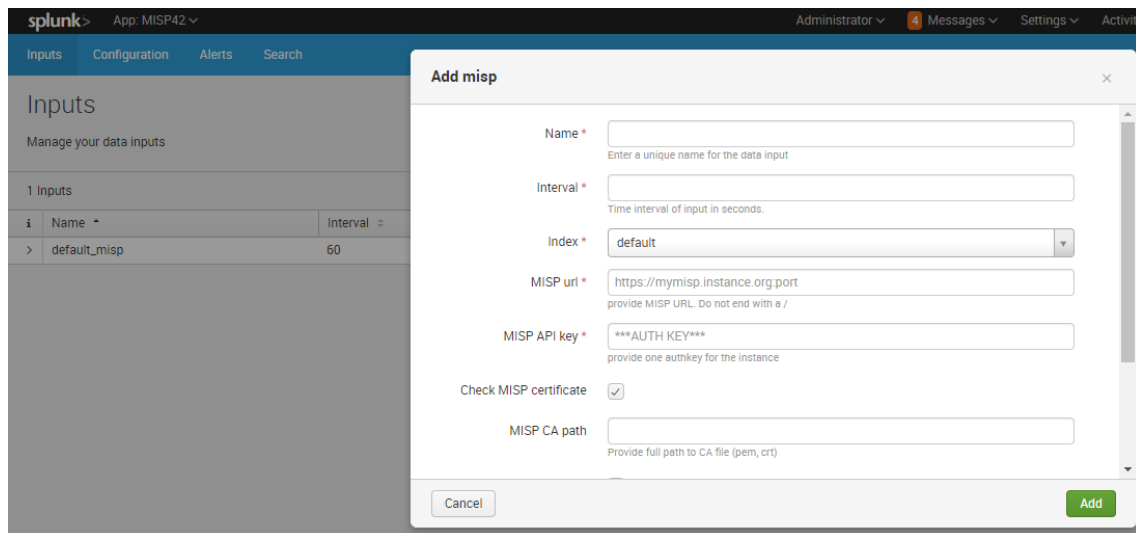 splunk> App: MISP42 Administrator 4 Messages Settings
Inputs Configuration Alerts Search
Inputs
Manage your data inputs
1 Inputs
i Name Interval
default_misp 60
Add misp
Name *
Enter a unique name for the data input
Interval *
Time interval of input in seconds.
Index * default
MISP url * https://mymisp.instance.org:port
provide MISP URL. Do not end with a /
MISP API key * ***AUTH KEY***
provide one authkey for the instance
Check MISP certificate
MISP CA path
Provide full path to CA file (pem, crt)
Cancel Add